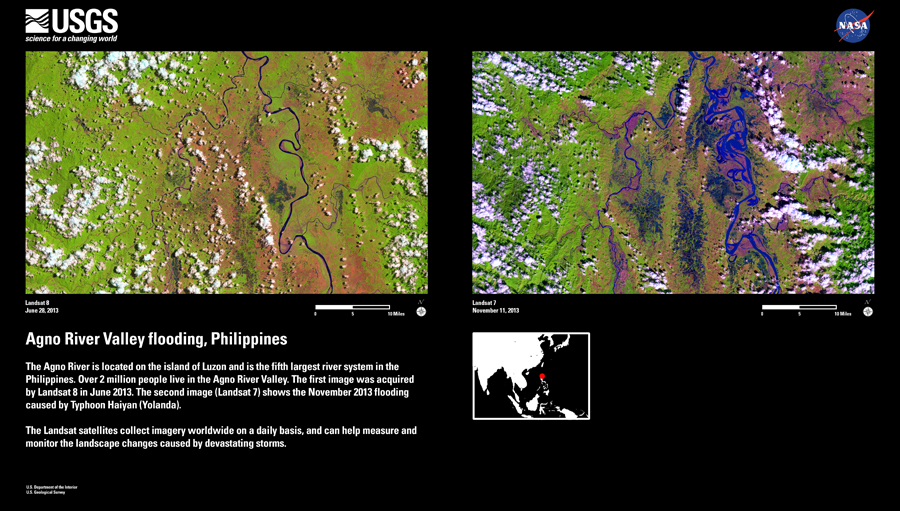 USGS
science for a changing world
NASA
Landsat 8
June 28, 2013
0 5 10 Miles
N
Landsat 7
November 11, 2013
0 5 10 Miles
N
Agno River Valley flooding, Philippines
The Agno River is located on the island of Luzon and is the fifth largest river system in the
Philippines. Over 2 million people live in the Agno River Valley. The first image was acquired
by Landsat 8 in June 2013. The second image (Landsat 7) shows the November 2013 flooding
caused by Typhoon Haiyan (Yolanda).
The Landsat satellites collect imagery worldwide on a daily basis, and can help measure and
monitor the landscape changes caused by devastating storms.
U.S. Department of the Interior
U.S. Geological Survey